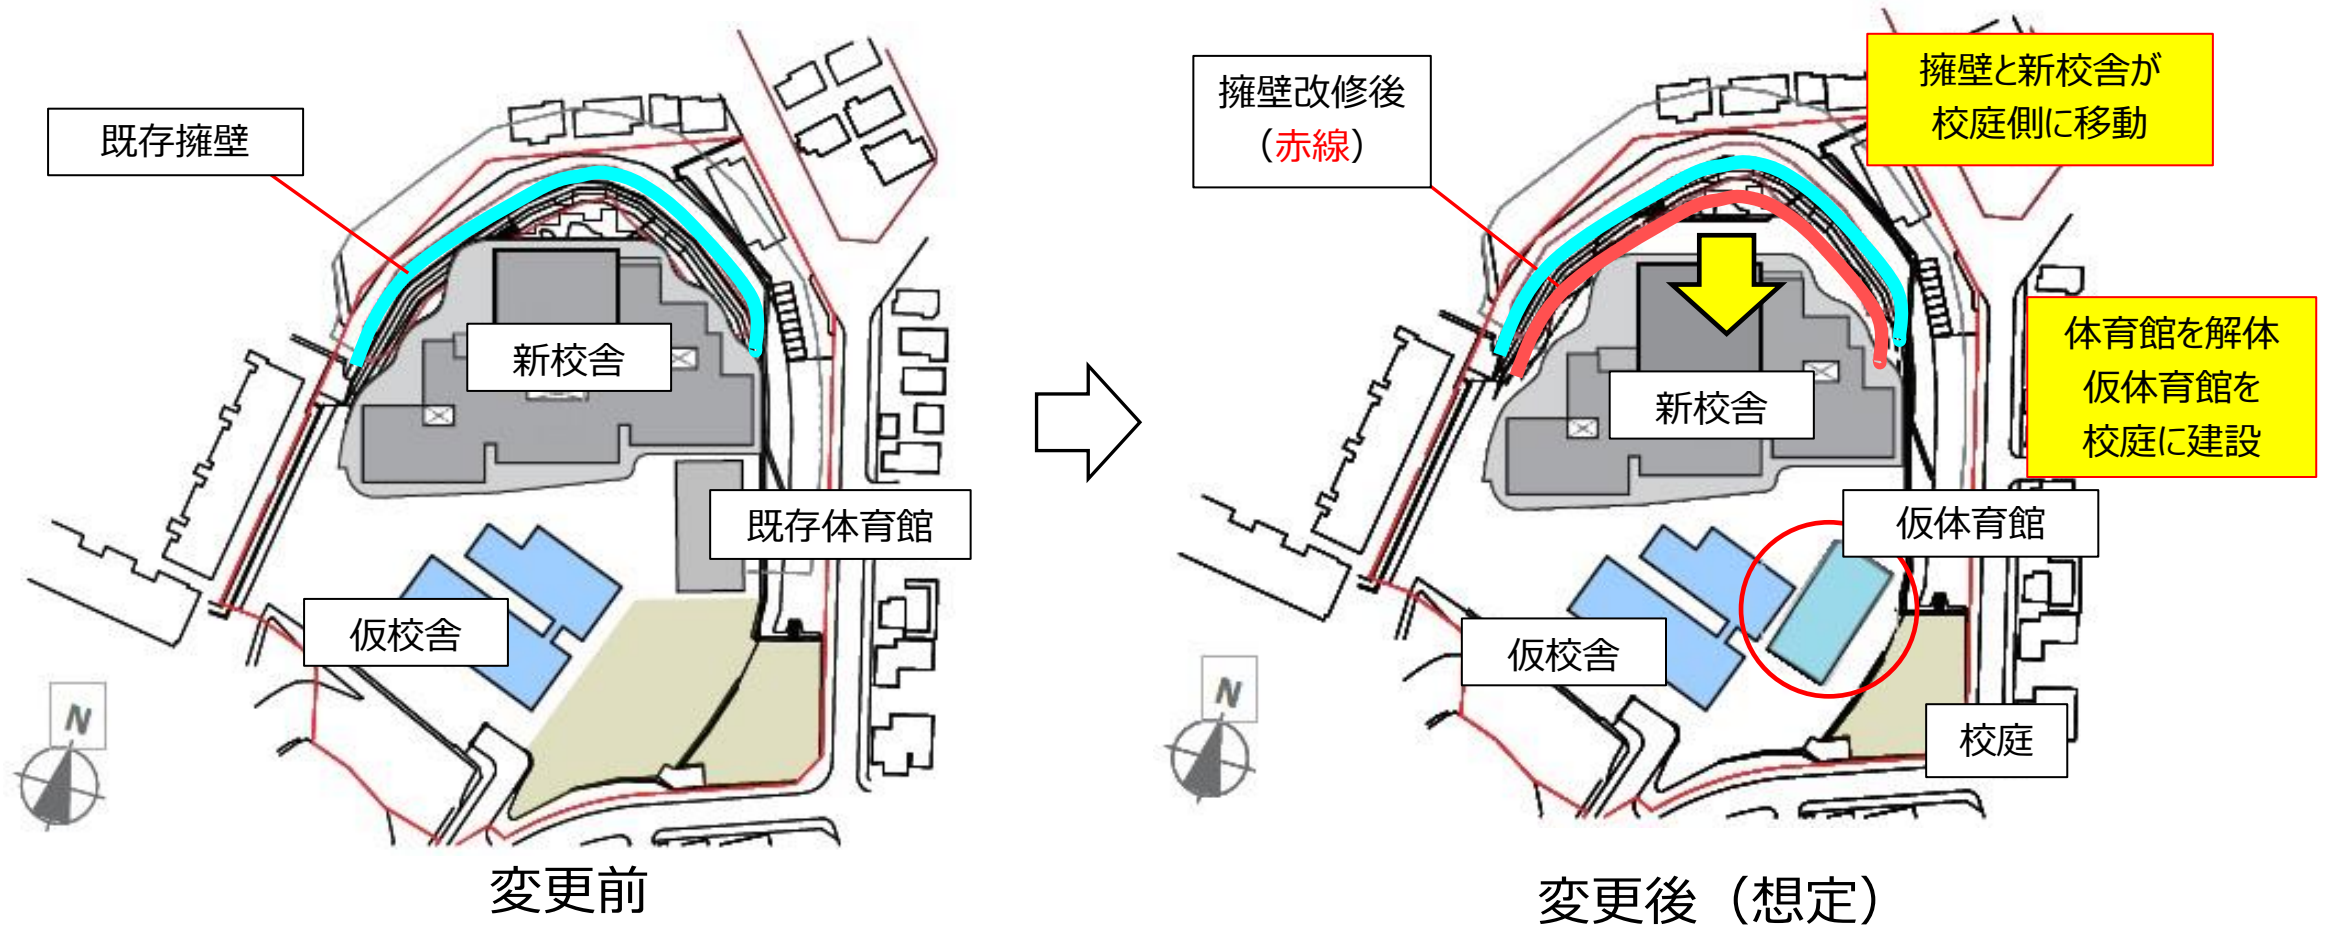 既存擁壁
新校舎
既存体育館
仮校舎
N
変更前
擁壁改修後
（赤線）
擁壁と新校舎が
校庭側に移動
新校舎
体育館を解体
仮体育館を
校庭に建設
仮体育館
仮校舎
校庭
N
変更後（想定）